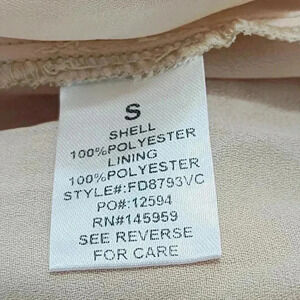 S
SHELL
100%POLYESTER
LINING
100%POLYESTER
STYLE#:FD8793VC
PO#:12594
RN#145959
SEE REVERSE
FOR CARE